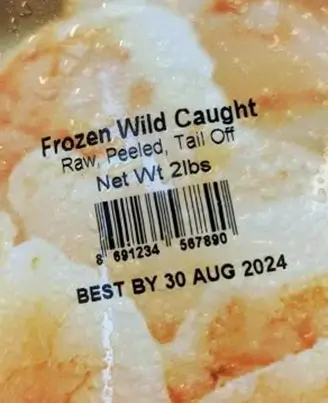 Frozen Wild Caught
Raw, Peeled, Tail Off
Net Wt 2lbs
8 691234 567890
BEST BY 30 AUG 2024